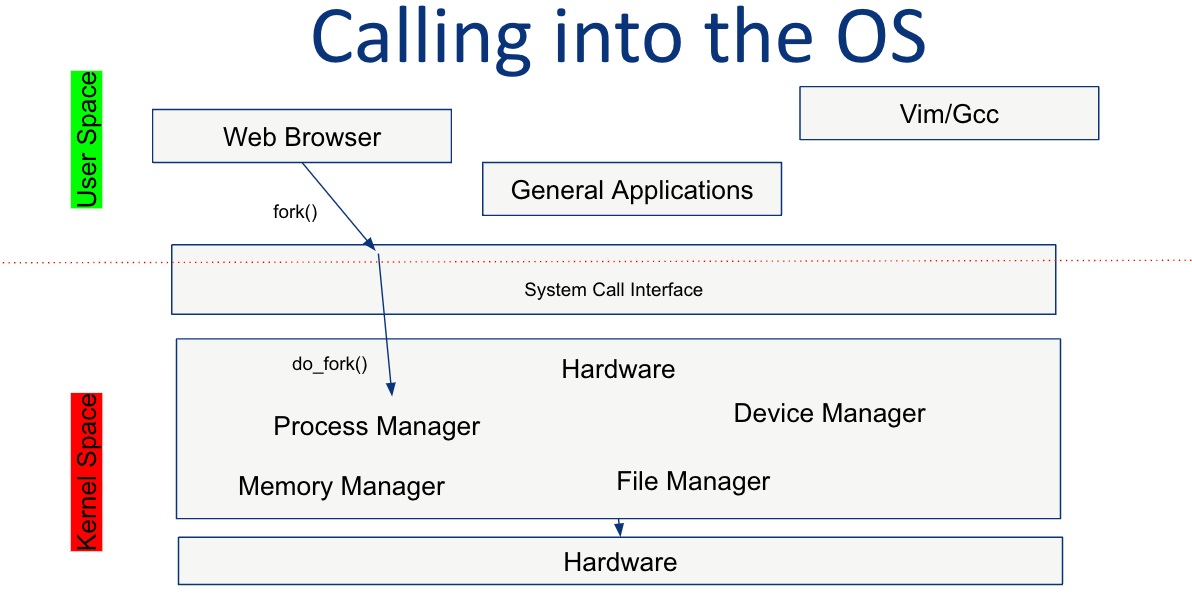 Calling into the OS
User Space
Web Browser
Vim/Gcc
General Applications
fork()
System Call Interface
do_fork()
Hardware
Process Manager
Device Manager
Memory Manager
File Manager
Kernel Space
Hardware